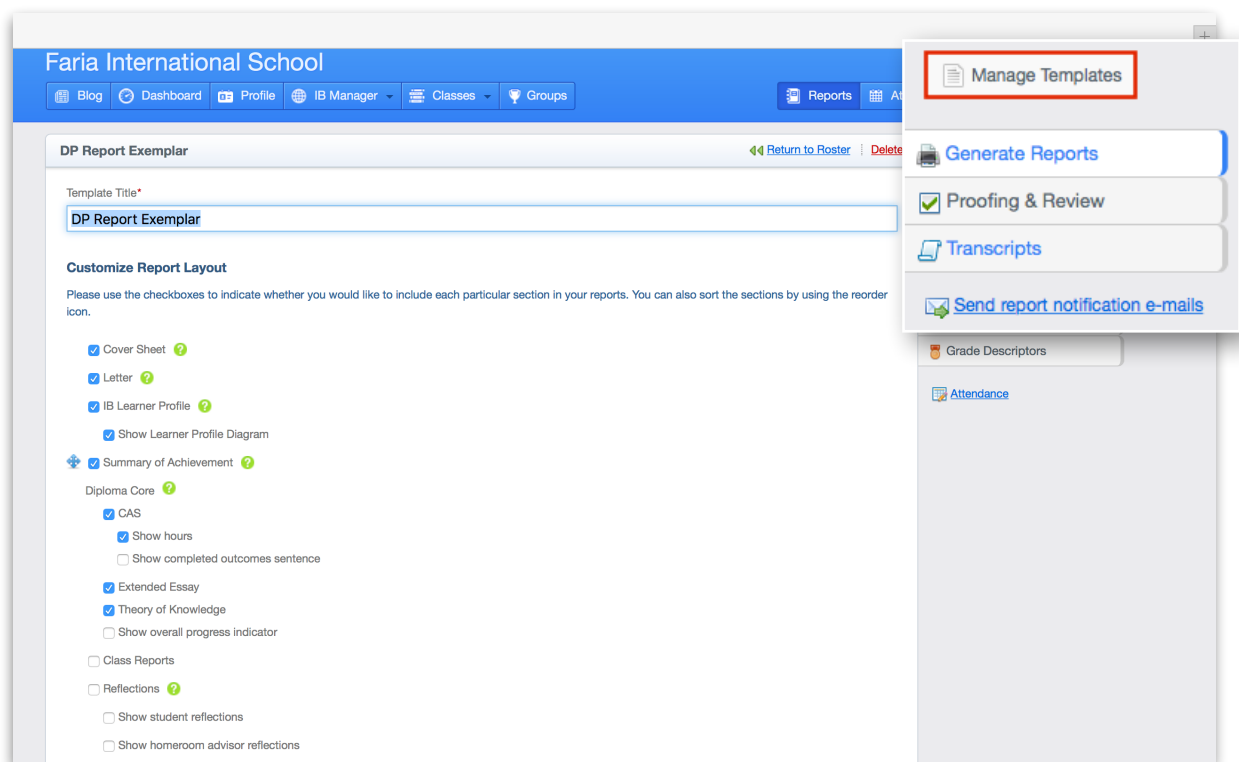 Faria International School
Blog Dashboard Profile IB Manager Classes Groups Reports
Manage Templates
Generate Reports
Proofing & Review
Transcripts
Send report notification e-mails
Grade Descriptors
Attendance
DP Report Exemplar Return to Roster Delete
Template Title*
DP Report Exemplar
Customize Report Layout
Please use the checkboxes to indicate whether you would like to include each particular section in your reports. You can also sort the sections by using the reorder
icon.
Cover Sheet ?
Letter ?
IB Learner Profile ?
Show Learner Profile Diagram
Summary of Achievement ?
Diploma Core ?
CAS
Show hours
Show completed outcomes sentence
Extended Essay
Theory of Knowledge
Show overall progress indicator
Class Reports
Reflections ?
Show student reflections
Show homeroom advisor reflections